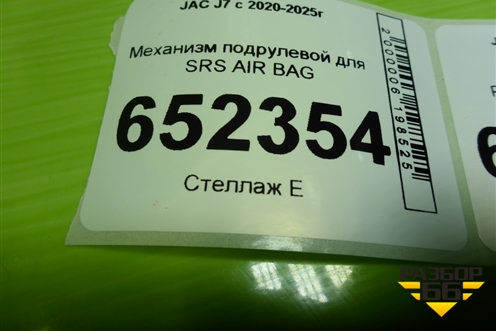 JAC J7 с 2020-2025г
Механизм подрулевой для
SRS AIR BAG
652354
Стеллаж Е
2000006198525
РАЗБОР
66